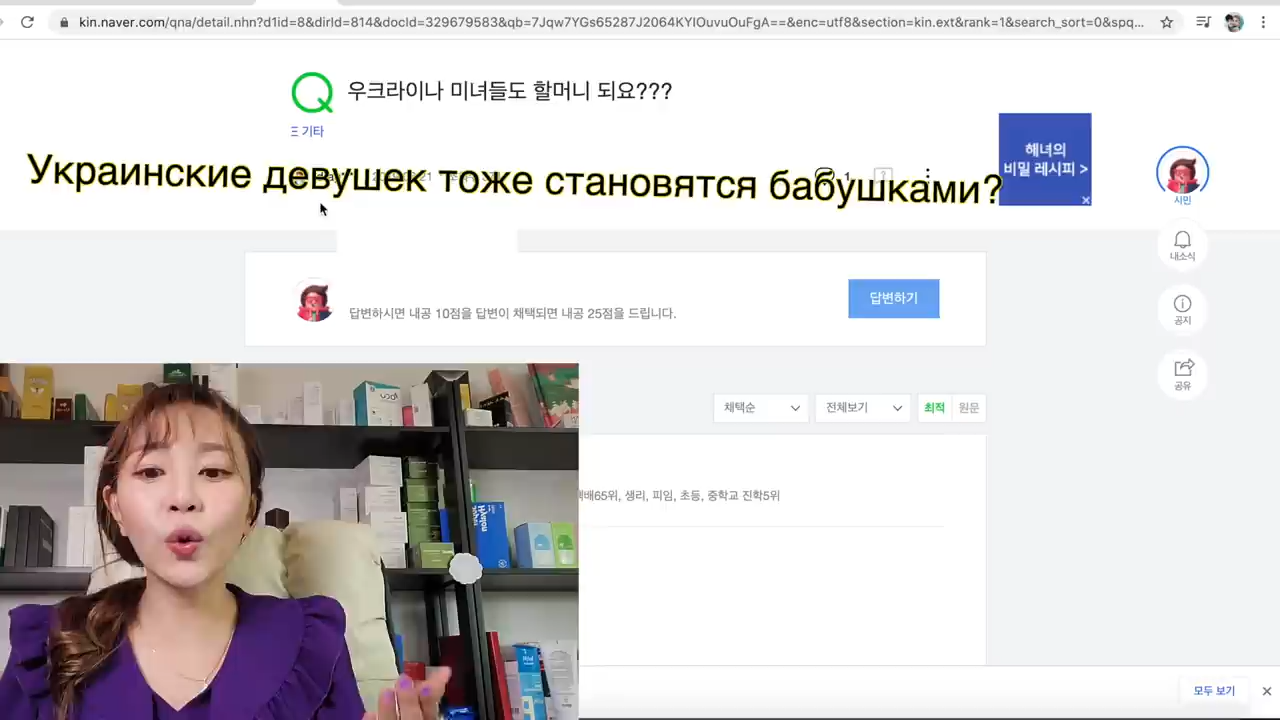 kin.naver.com/qna/detail.nhn?d1id=8&dirId=814&docId=329679583&qb=7Jqw7YGs65287J2064KYIOuvuOuFgA==&enc=utf8&section=kin.ext&rank=1&search_sort=0&spq...
우크라이나 미녀들도 할머니 되요???
기타
Украинские девушек тоже становятся бабушками?
1
해녀의
비밀 레시피 >
시민
내소식
답변하시면 내공 10점을 답변이 채택되면 내공 25점을 드립니다.
답변하기
공지
공유
채택순
전체보기
최적
원문
65위, 생리, 피임, 초등, 중학교 진학5위
모두 보기